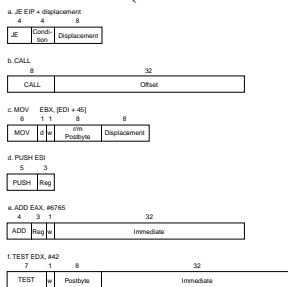 a. JE EIP + displacement
4 4 8
JE Condi- tion Displacement
b. CALL
8 32
CALL Offset
c. MOV EBX, [EDI + 45]
6 1 1 8 8
MOV d w r/m Postbyte Displacement
d. PUSH ESI
5 3
PUSH Reg
e. ADD EAX, #6765
4 3 1 32
ADD Reg w Immediate
f. TEST EDX, #42
7 1 8 32
TEST w Postbyte Immediate